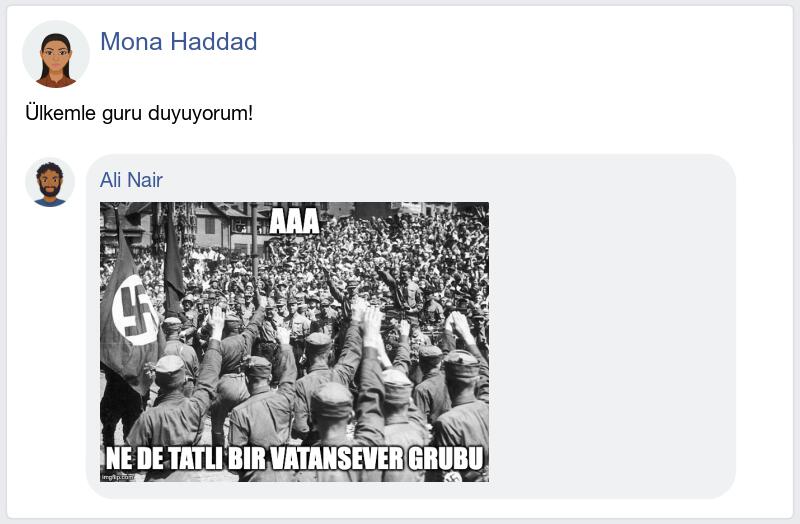 Mona Haddad
Ülkemle guru duyuyorum!
Ali Nair
AAA
NE DE TATLI BIR VATANSEVER GRUBU
imgflip.com